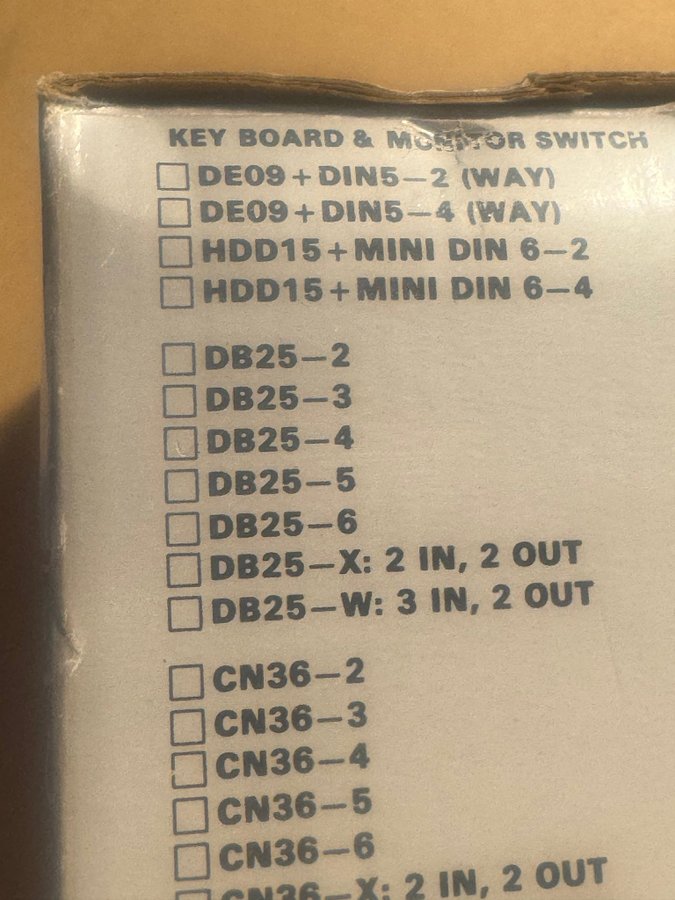 KEY BOARD & MONITOR SWITCH
DE09+DIN5-2 (WAY)
DE09+DIN5-4 (WAY)
HDD15+MINI DIN 6-2
HDD15+MINI DIN 6-4
DB25-2
DB25-3
DB25-4
DB25-5
DB25-6
DB25-X: 2 IN, 2 OUT
DB25-W: 3 IN, 2 OUT
CN36-2
CN36-3
CN36-4
CN36-5
CN36-6
CN36-X: 2 IN, 2 OUT